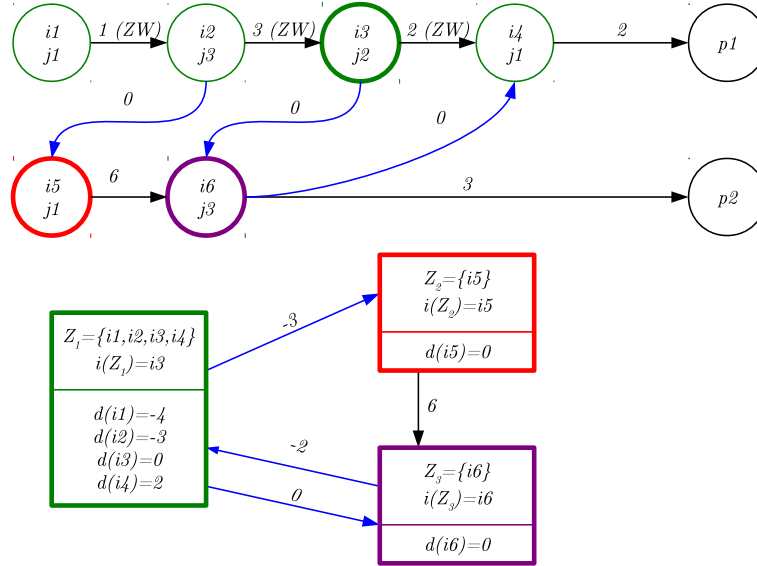 1 (ZW) 3 (ZW) 2 (ZW) 2
i1 i2 i3 i4 p1
j1 j3 j2 j1
0 0 0
6 3
i5 i6 p2
j1 j3
Z₂={i5}
i(Z₂)=i5
d(i5)=0
-3
Z₁={i1,i2,i3,i4}
i(Z₁)=i3
d(i1)=-4
d(i2)=-3
d(i3)=0
d(i4)=2
6
-2
0
Z₃={i6}
i(Z₃)=i6
d(i6)=0